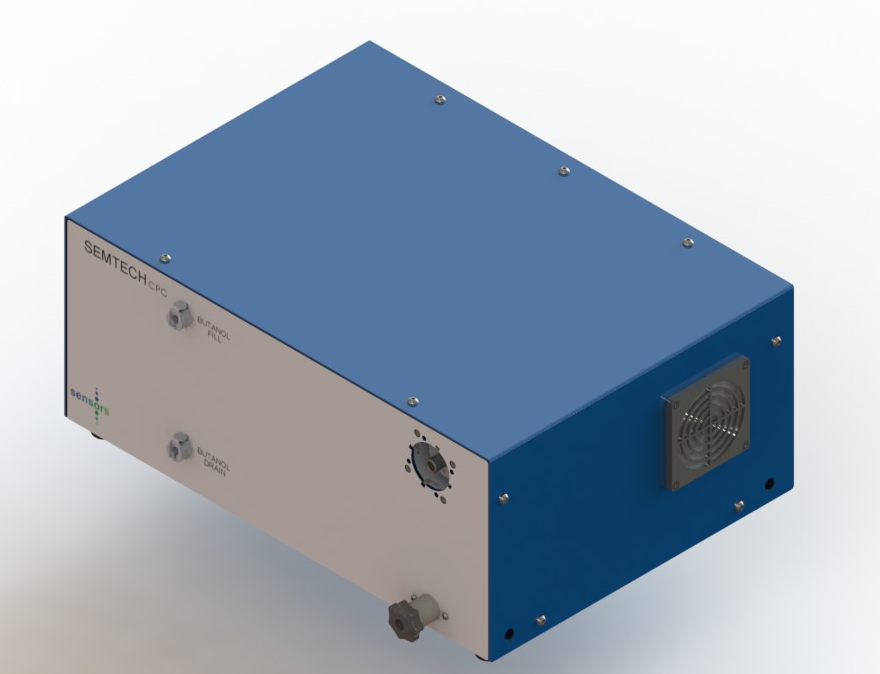 SEMTECH CPC
BUTANOL
FILL
sensors
BUTANOL
DRAIN